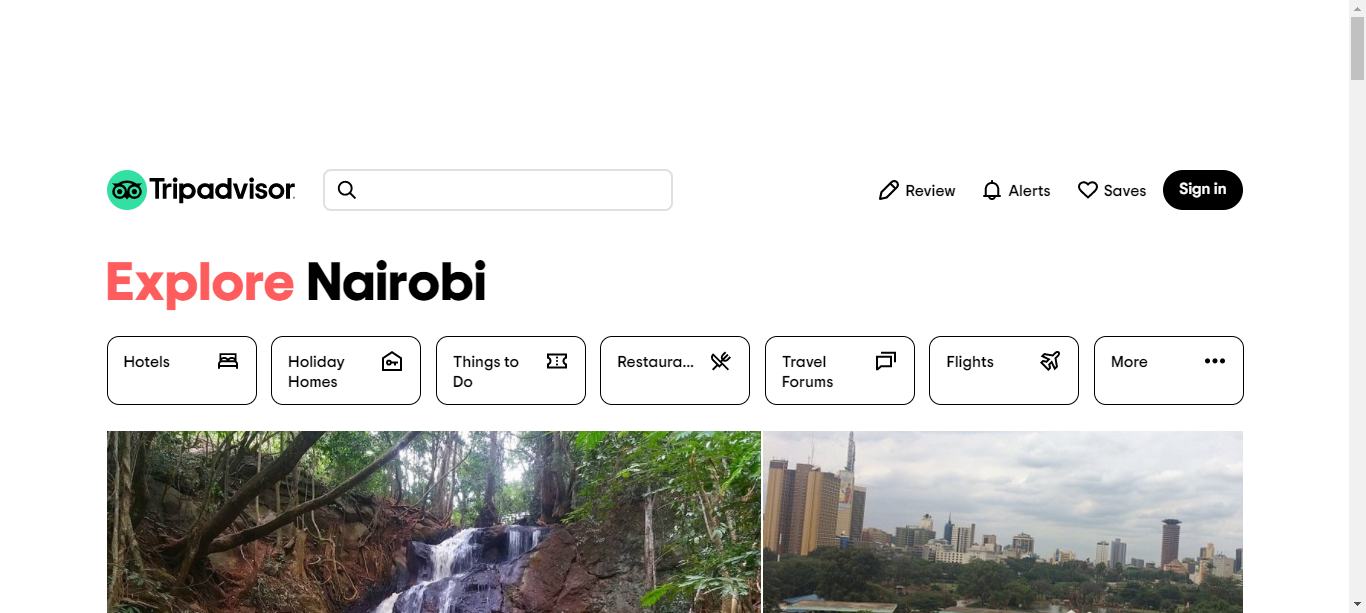 Tripadvisor
Review
Alerts
Saves
Sign in
Explore Nairobi
Hotels
Holiday
Homes
Things to
Do
Restaura...
Travel
Forums
Flights
More